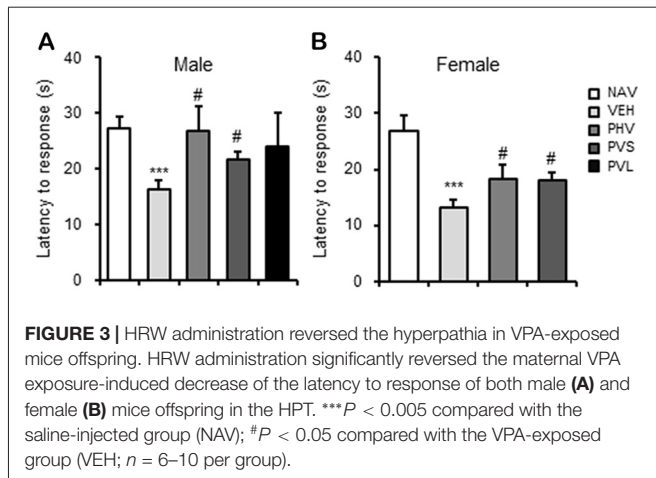 A
Male
Latency to response (s)
40
30
20
10
0
***
#
#
B
Female
Latency to response (s)
40
30
20
10
0
***
#
#
NAV
VEH
PHV
PVS
PVL
FIGURE 3 | HRW administration reversed the hyperpathia in VPA-exposed
mice offspring. HRW administration significantly reversed the maternal VPA
exposure-induced decrease of the latency to response of both male (A) and
female (B) mice offspring in the HPT. ***P < 0.005 compared with the
saline-injected group (NAV); #P < 0.05 compared with the VPA-exposed
group (VEH; n = 6–10 per group).